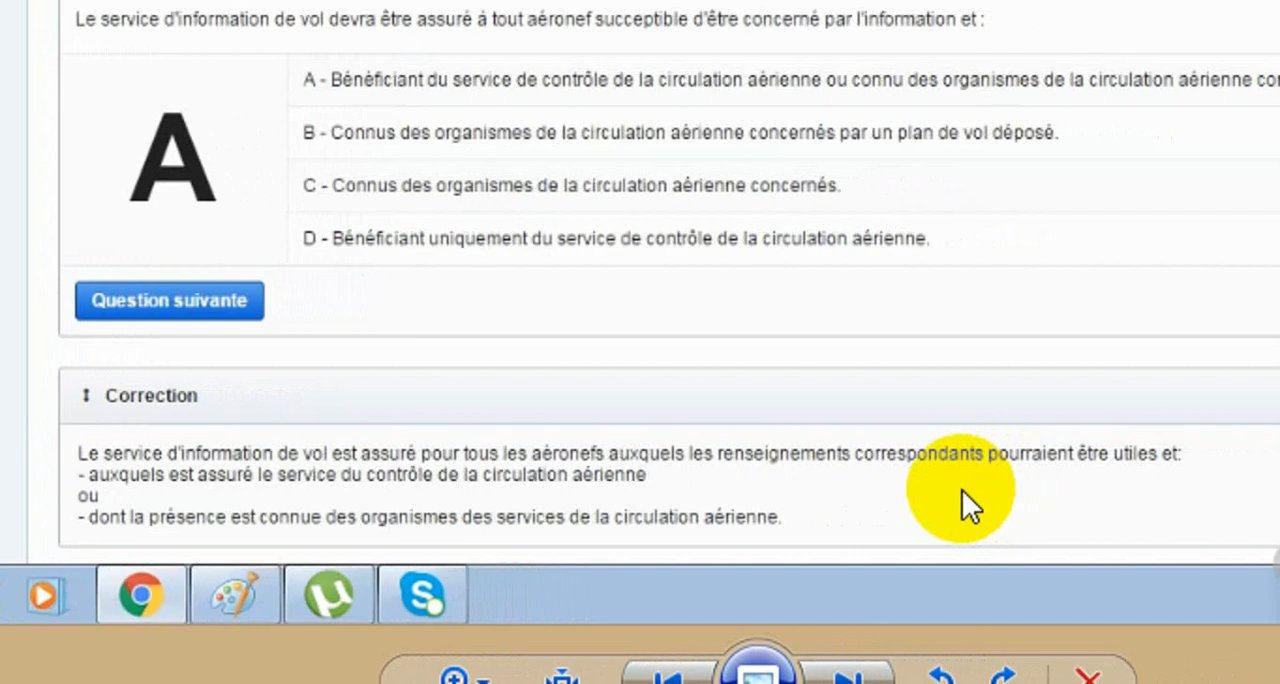 Le service d'information de vol devra être assuré à tout aéronef succeptible d'être concerné par l'information et :
A
A - Bénéficiant du service de contrôle de la circulation aérienne ou connu des organismes de la circulation aérienne
B - Connus des organismes de la circulation aérienne concernés par un plan de vol déposé.
C - Connus des organismes de la circulation aérienne concernés.
D - Bénéficiant uniquement du service de contrôle de la circulation aérienne.
Question suivante
Correction
Le service d'information de vol est assuré pour tous les aéronefs auxquels les renseignements correspondants pourraient être utiles et:
- auxquels est assuré le service du contrôle de la circulation aérienne
ou
- dont la présence est connue des organismes des services de la circulation aérienne.